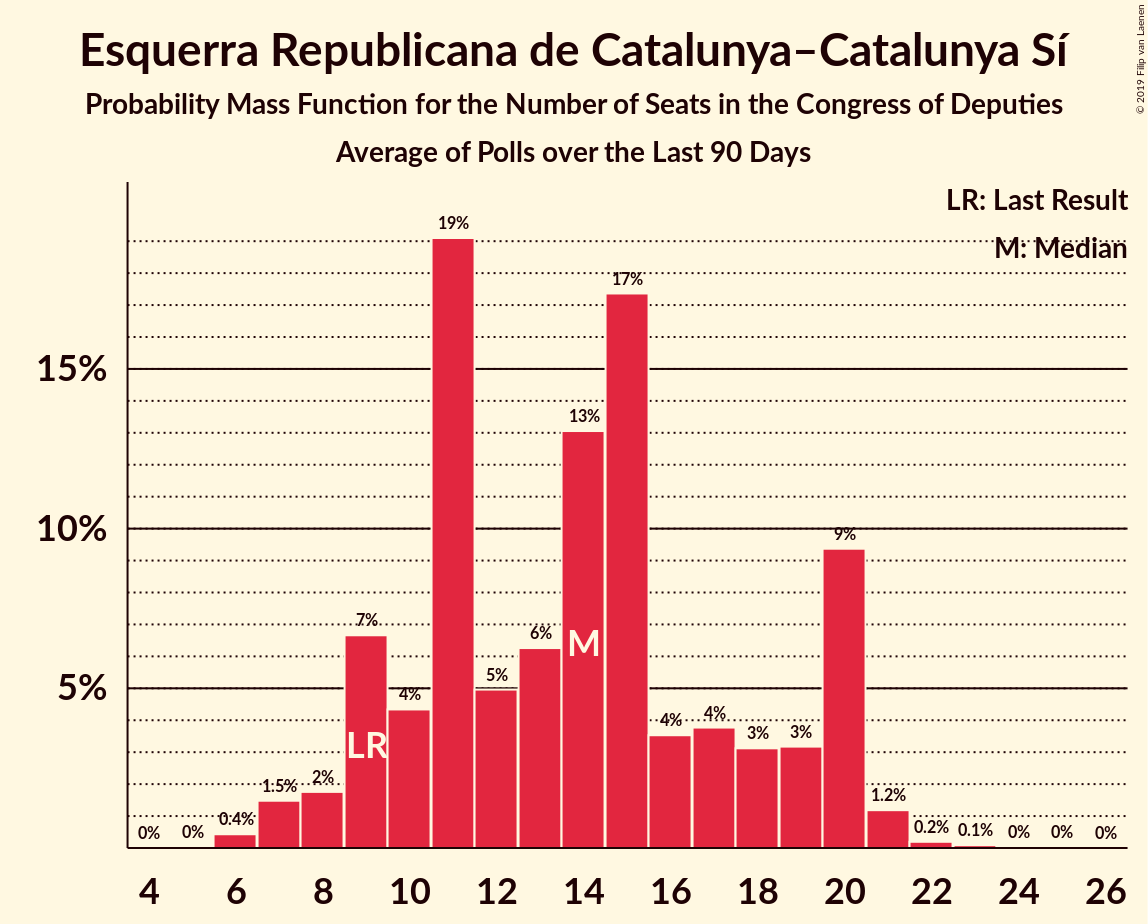 Esquerra Republicana de Catalunya–Catalunya Sí
Probability Mass Function for the Number of Seats in the Congress of Deputies
Average of Polls over the Last 90 Days
© 2019 Filip van Laenen
LR: Last Result
M: Median
15%
10%
5%
0% 0% 0.4% 1.5% 2% 7% 4% 19% 5% 6% 13% 17% 4% 4% 3% 3% 9% 1.2% 0.2% 0.1% 0% 0% 0%
LR
M
4 6 8 10 12 14 16 18 20 22 24 26